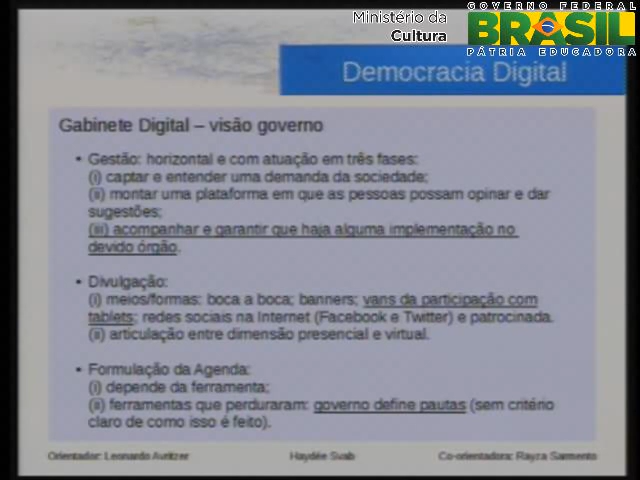 Ministério da
Cultura
GOVERNO FEDERAL
BRASIL
PÁTRIA EDUCADORA
Democracia Digital
Gabinete Digital – visão governo
• Gestão: horizontal e com atuação em três fases:
(i) captar e entender uma demanda da sociedade;
(ii) montar uma plataforma em que as pessoas possam opinar e dar
sugestões;
(iii) acompanhar e garantir que haja alguma implementação no
devido órgão.
• Divulgação:
(i) meios/formas: boca a boca; banners; vans da participação com
tablets; redes sociais na Internet (Facebook e Twitter) e patrocinada.
(ii) articulação entre dimensão presencial e virtual.
• Formulação da Agenda:
(i) depende da ferramenta;
(ii) ferramentas que perduraram: governo define pautas (sem critério
claro de como isso é feito).
Orientador: Leonardo Avritzer
Haydée Svab
Co-orientadora: Rayza Sarmento